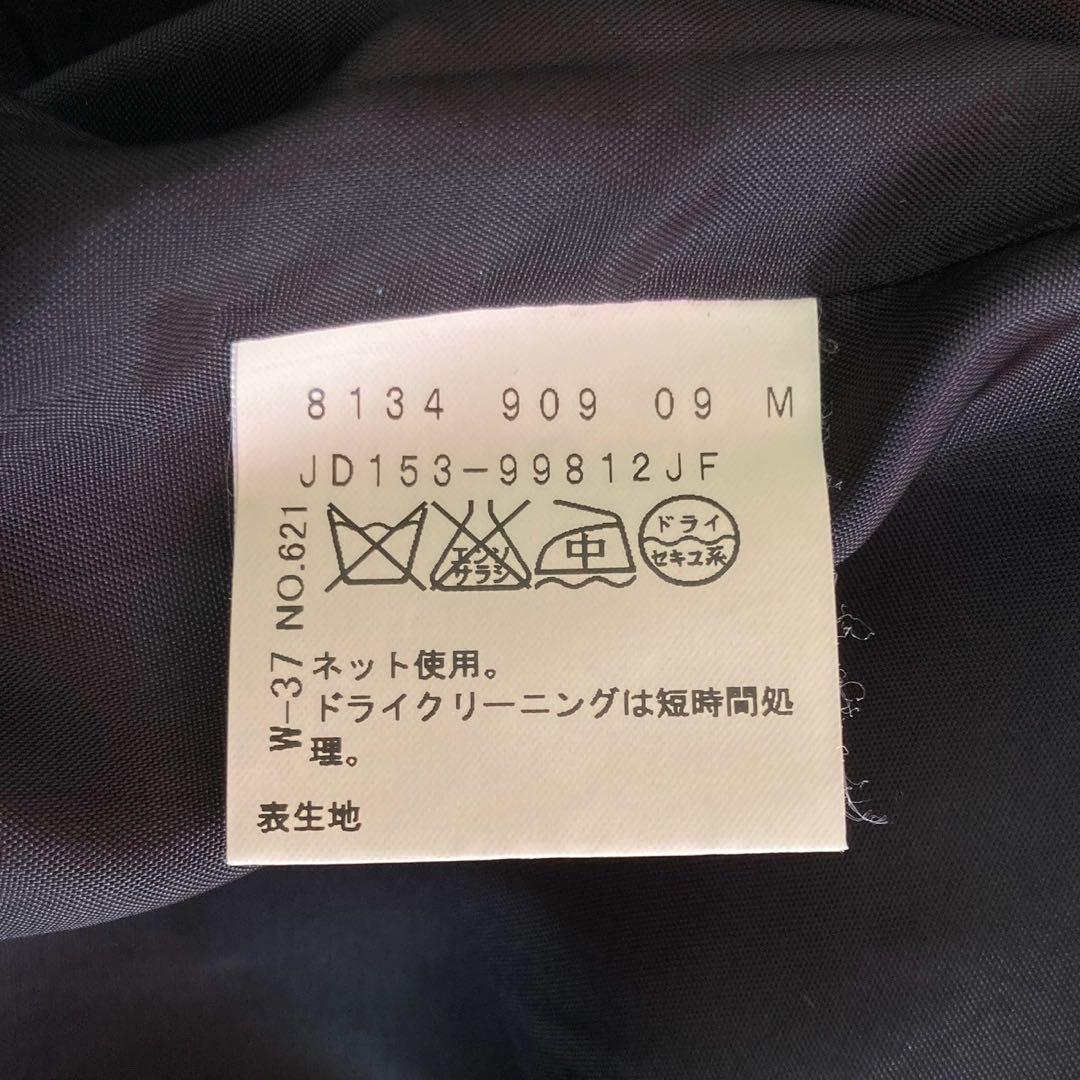 8134 909 09 M
JD153-99812JF
エンソ
サラシ
中
ドライ
セキユ系
W-37 NO.621
ネット使用。
ドライクリーニングは短時間処
理。
表生地